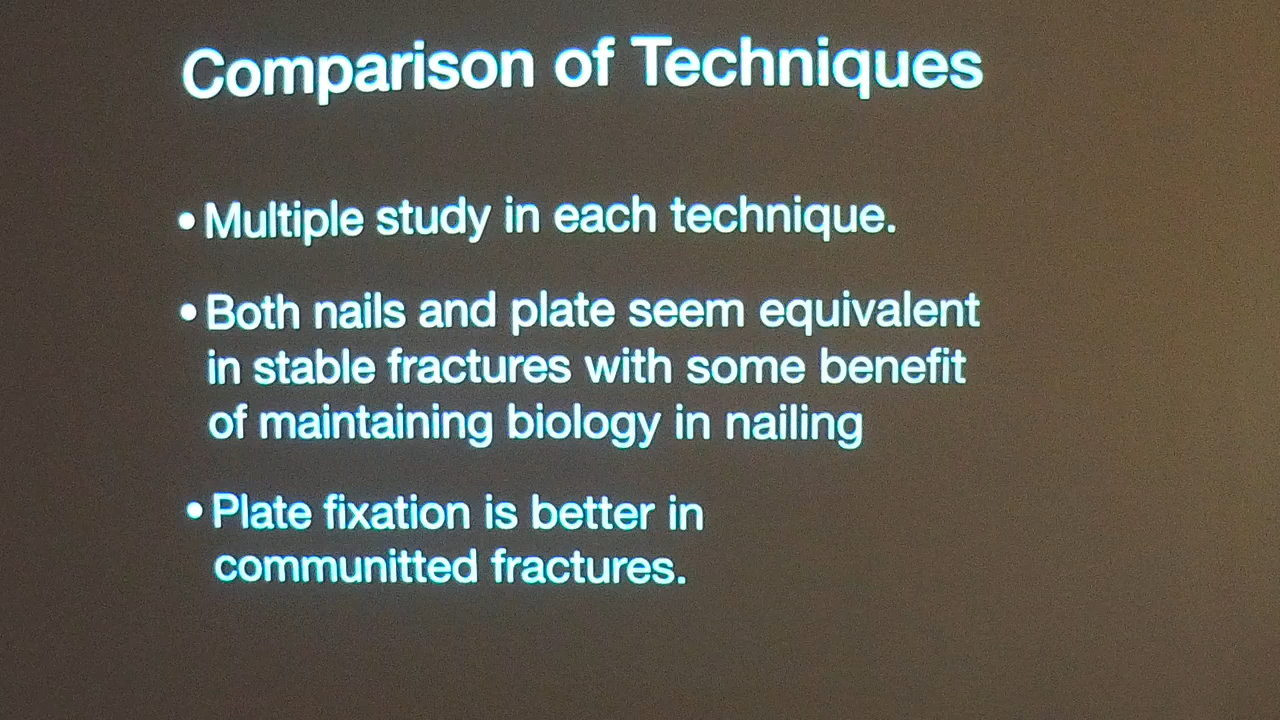 Comparison of Techniques
• Multiple study in each technique.
• Both nails and plate seem equivalent
in stable fractures with some benefit
of maintaining biology in nailing
• Plate fixation is better in
communitted fractures.